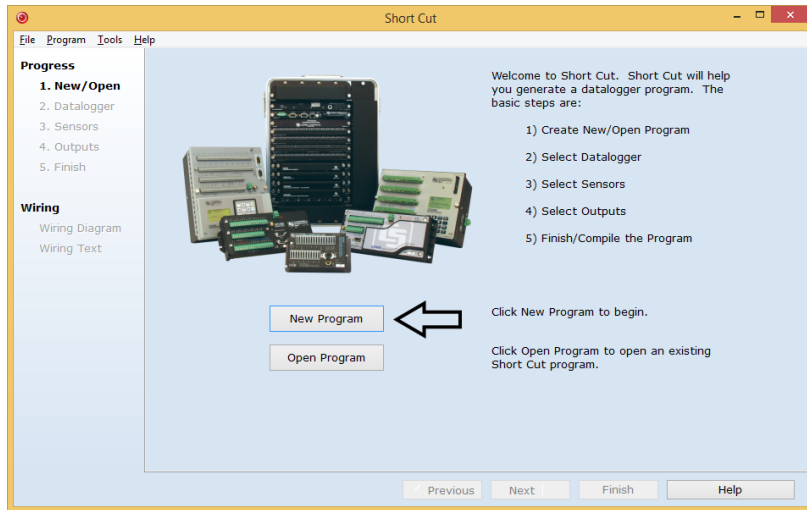 Short Cut
File Program Tools Help
Progress
1. New/Open
2. Datalogger
3. Sensors
4. Outputs
5. Finish
Wiring
Wiring Diagram
Wiring Text
Welcome to Short Cut. Short Cut will help
you generate a datalogger program. The
basic steps are:
1) Create New/Open Program
2) Select Datalogger
3) Select Sensors
4) Select Outputs
5) Finish/Compile the Program
New Program
Click New Program to begin.
Open Program
Click Open Program to open an existing
Short Cut program.
Previous Next Finish Help